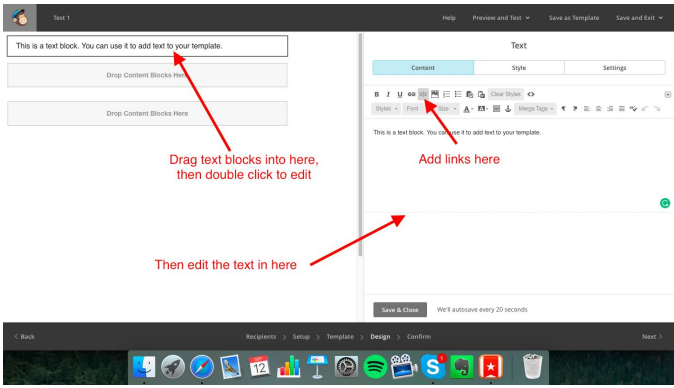 Test 1
Help
Preview and Test
Save as Template
Save and Exit
This is a text block. You can use it to add text to your template.
Drop Content Blocks Here
Drop Content Blocks Here
Drag text blocks into here,
then double click to edit
Then edit the text in here
Text
Content
Style
Settings
B I U
Clear Styles
Styles
Font
Size
A
Merge Tags
This is a text block. You can use it to add text to your template.
Add links here
Save & Close
We'll autosave every 20 seconds
< Back
Recipients > Setup > Template > Design > Confirm
Next >
SEP
12